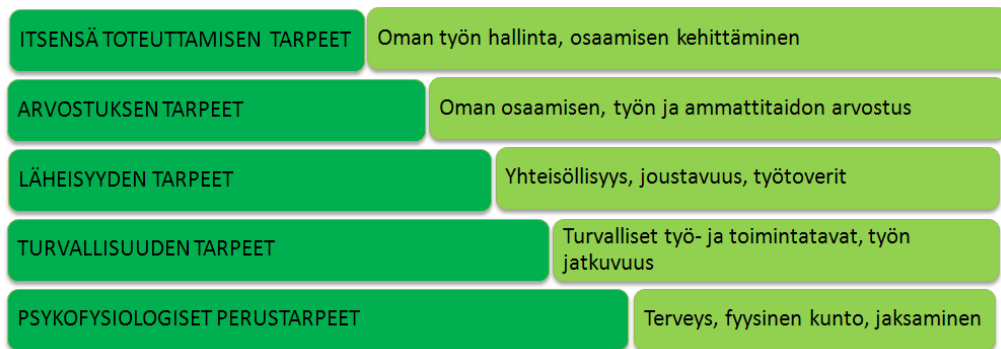 ITSENSÄ TOTEUTTAMISEN TARPEET
Oman työn hallinta, osaamisen kehittäminen
ARVOSTUKSEN TARPEET
Oman osaamisen, työn ja ammattitaidon arvostus
LÄHEISYYDEN TARPEET
Yhteisöllisyys, joustavuus, työtoverit
TURVALLISUUDEN TARPEET
Turvalliset työ- ja toimintatavat, työn
jatkuvuus
PSYKOFYSIOLOGISET PERUSTARPEET
Terveys, fyysinen kunto, jaksaminen